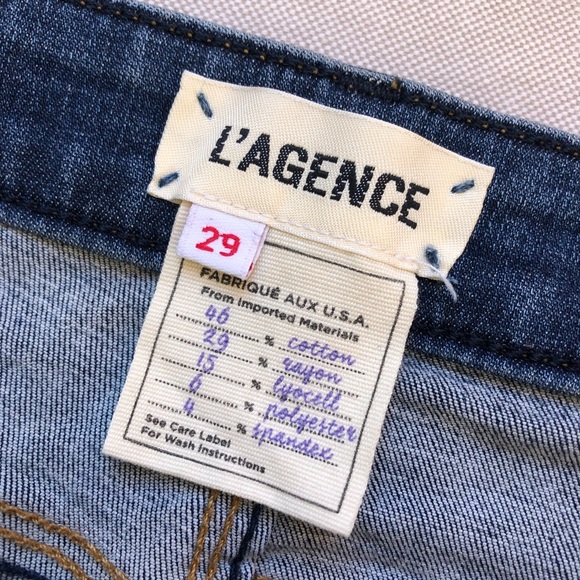 L'AGENCE
29
FABRIQUÉ AUX U.S.A.
From Imported Materials
46 % cotton
29 % rayon
15 % lyocell
6 % polyester
4 % spandex
See Care Label
For Wash Instructions